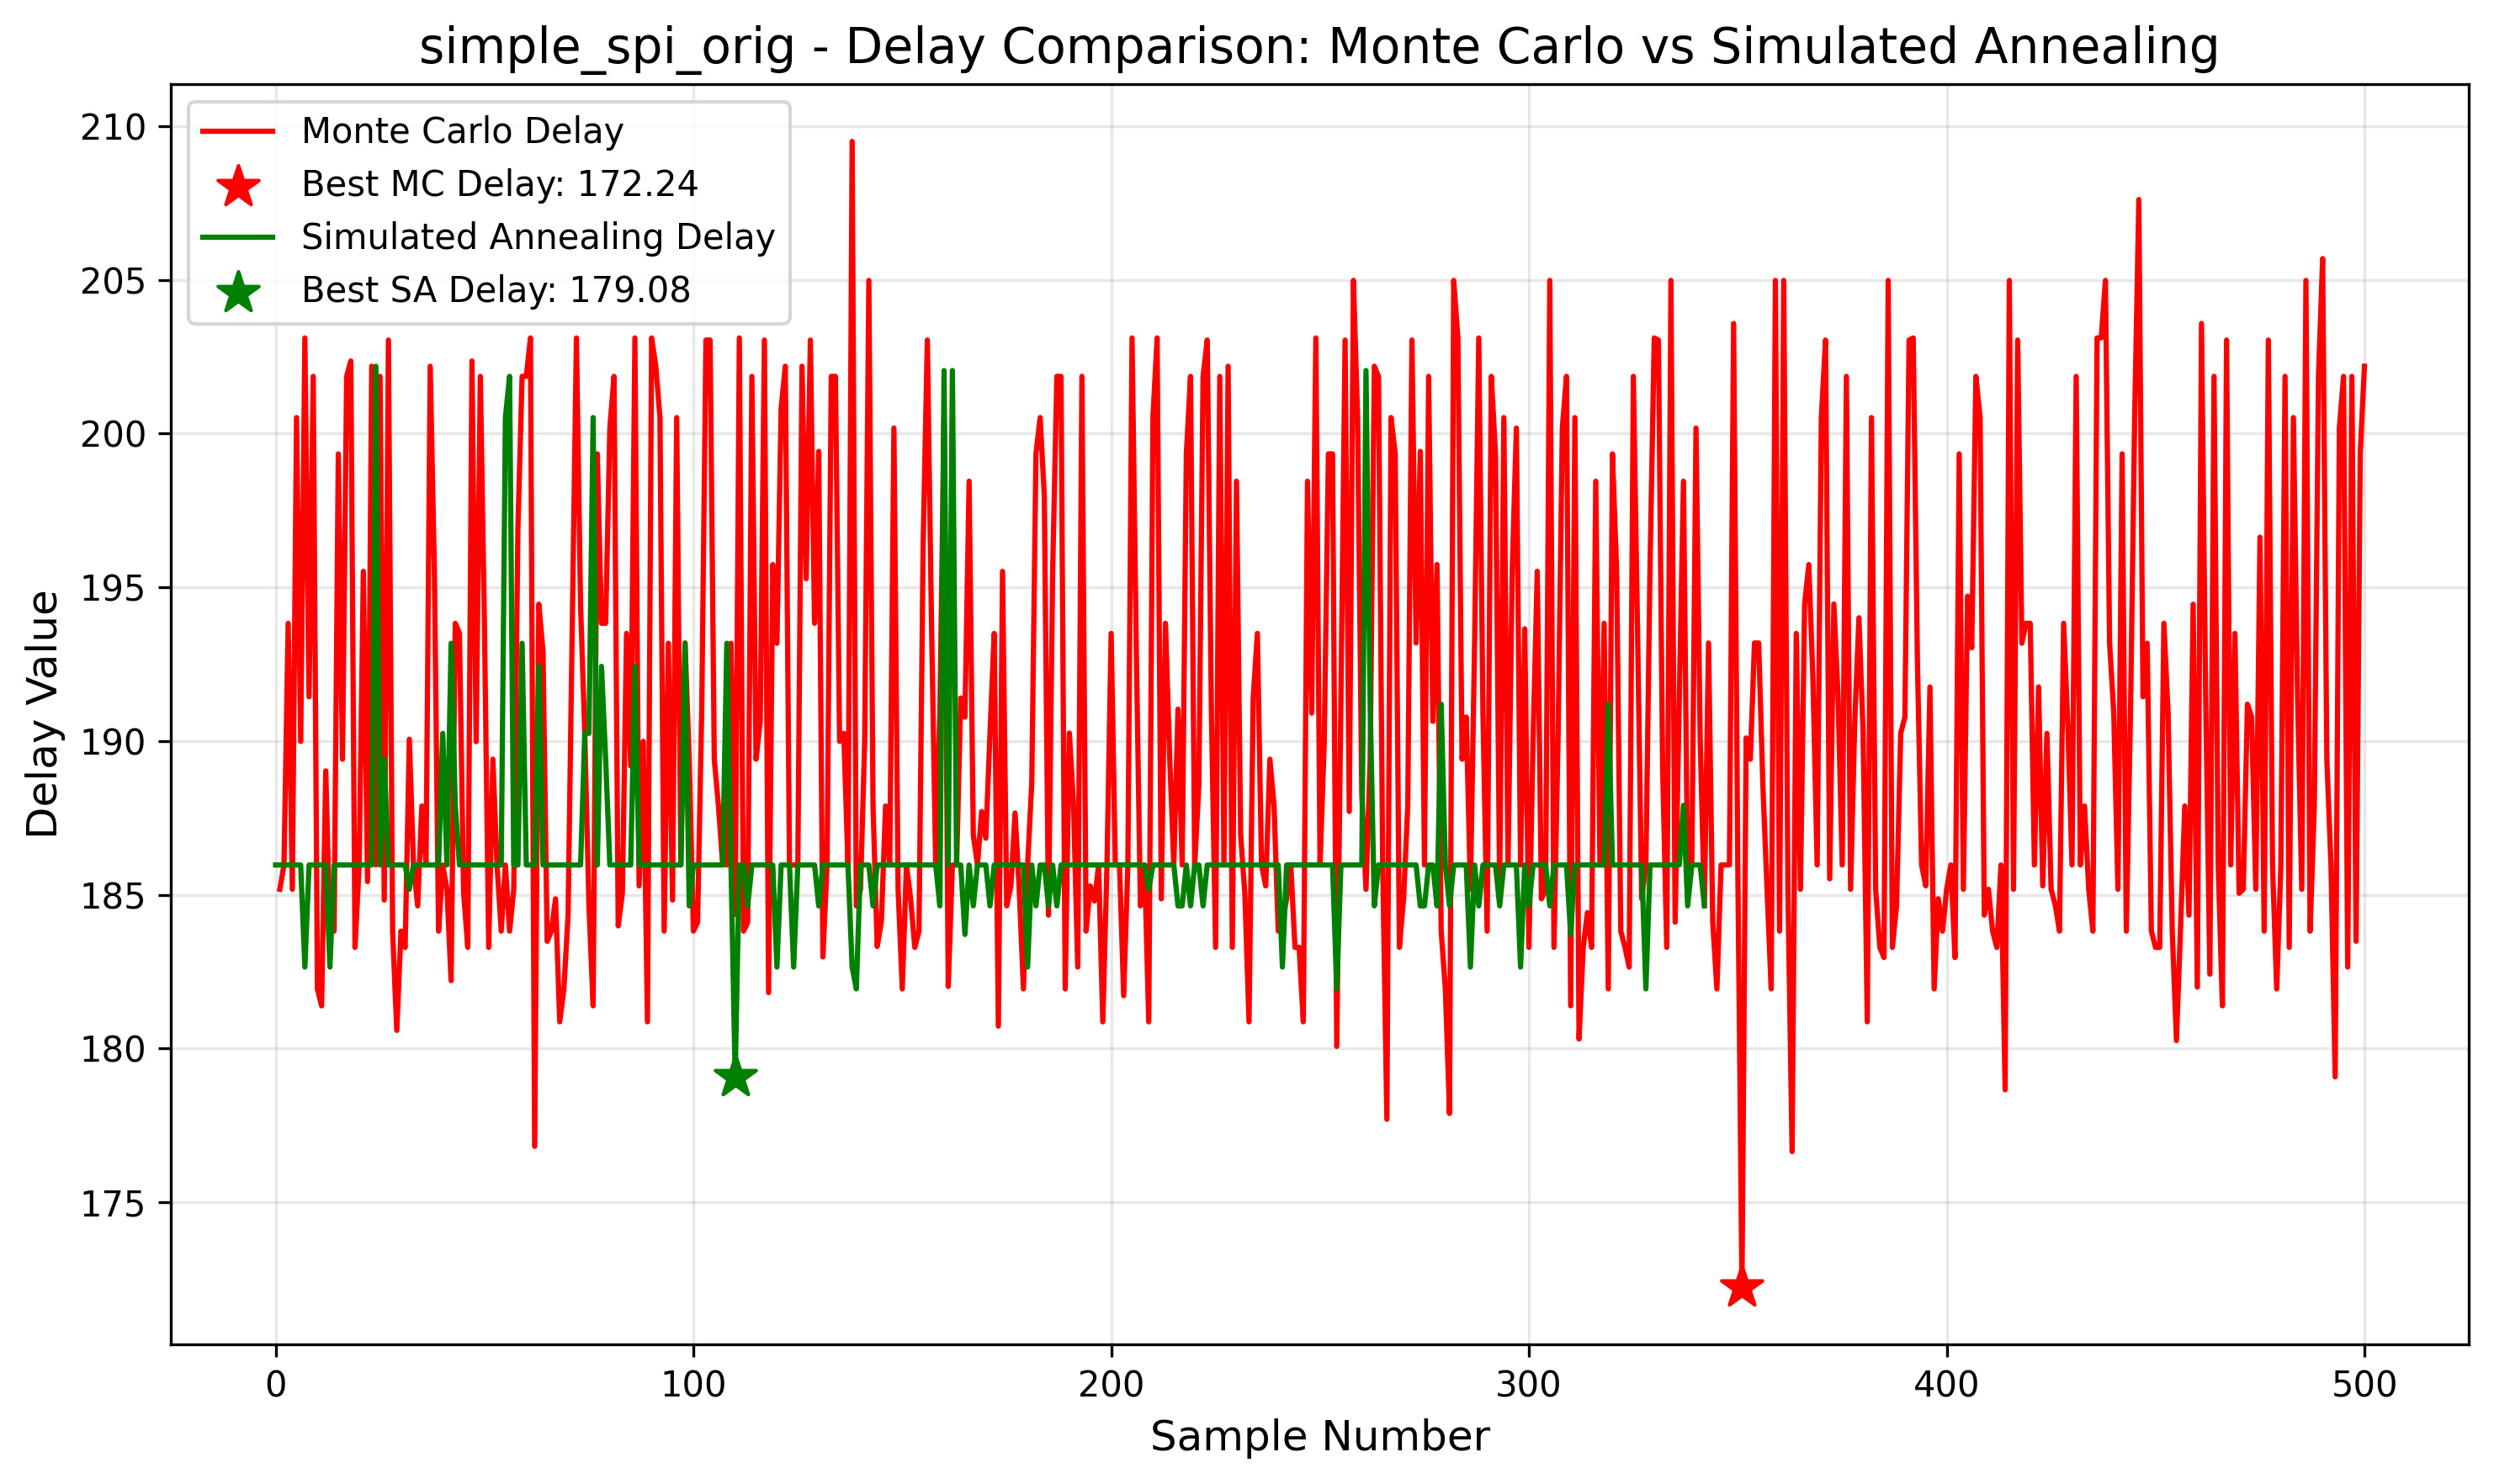 simple_spi_orig - Delay Comparison: Monte Carlo vs Simulated Annealing
Monte Carlo Delay
Best MC Delay: 172.24
Simulated Annealing Delay
Best SA Delay: 179.08
Delay Value
210
205
200
195
190
185
180
175
0 100 200 300 400 500
Sample Number